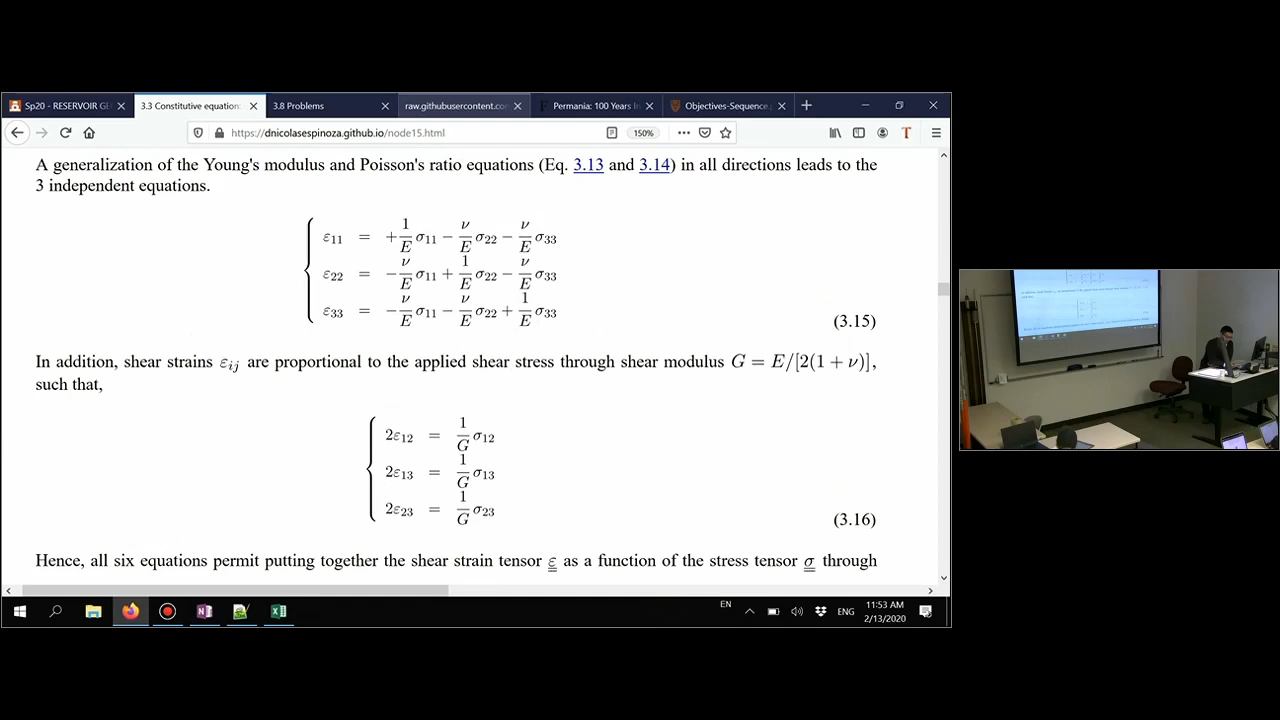 Sp20 - RESERVOIR GE
3.3 Constitutive equation:
3.8 Problems
raw.githubusercontent.co
Permania: 100 Years In
Objectives-Sequence.p
https://dnicolasespinoza.github.io/node15.html
150%
A generalization of the Young's modulus and Poisson's ratio equations (Eq. 3.13 and 3.14) in all directions leads to the
3 independent equations.
ε11 = +1/E σ11 − ν/E σ22 − ν/E σ33
ε22 = −ν/E σ11 + 1/E σ22 − ν/E σ33
ε33 = −ν/E σ11 − ν/E σ22 + 1/E σ33
(3.15)
In addition, shear strains εij are proportional to the applied shear stress through shear modulus G = E/[2(1 + ν)],
such that,
2ε12 = 1/G σ12
2ε13 = 1/G σ13
2ε23 = 1/G σ23
(3.16)
Hence, all six equations permit putting together the shear strain tensor ε as a function of the stress tensor σ through
EN
ENG
11:53 AM
2/13/2020